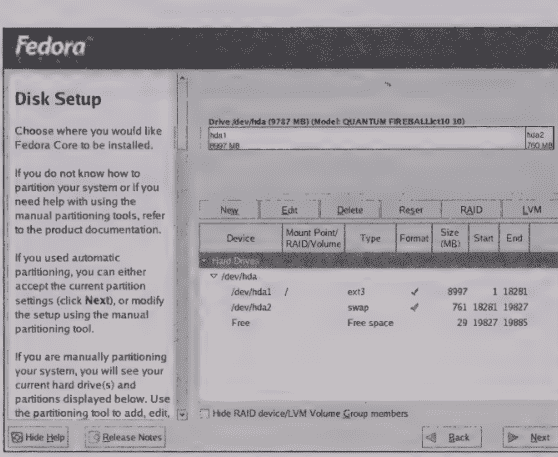 Fedora
Disk Setup
Choose where you would like
Fedora Core to be installed.
If you do not know how to
partition your system or if you
need help with using the
manual partitioning tools, refer
to the product documentation.
If you used automatic
partitioning, you can either
accept the current partition
settings (click Next), or modify
the setup using the manual
partitioning tool.
If you are manually partitioning
your system, you will see your
current hard drive(s) and
partitions displayed below. Use
the partitioning tool to add, edit,
Drive /dev/hda (9787 MB) (Model: QUANTUM FIREBALLlct10 10)
hda1 hda2
8997 MB 760 MB
New Edit Delete Reset RAID LVM
Device Mount Point/ RAID/Volume Type Format Size (MB) Start End
Hard Drives
/dev/hda
/dev/hda1 / ext3 8997 1 18281
/dev/hda2 swap 761 18281 19827
Free Free space 29 19827 19885
Hide RAID device/LVM Volume Group members
Hide Help Release Notes Back Next